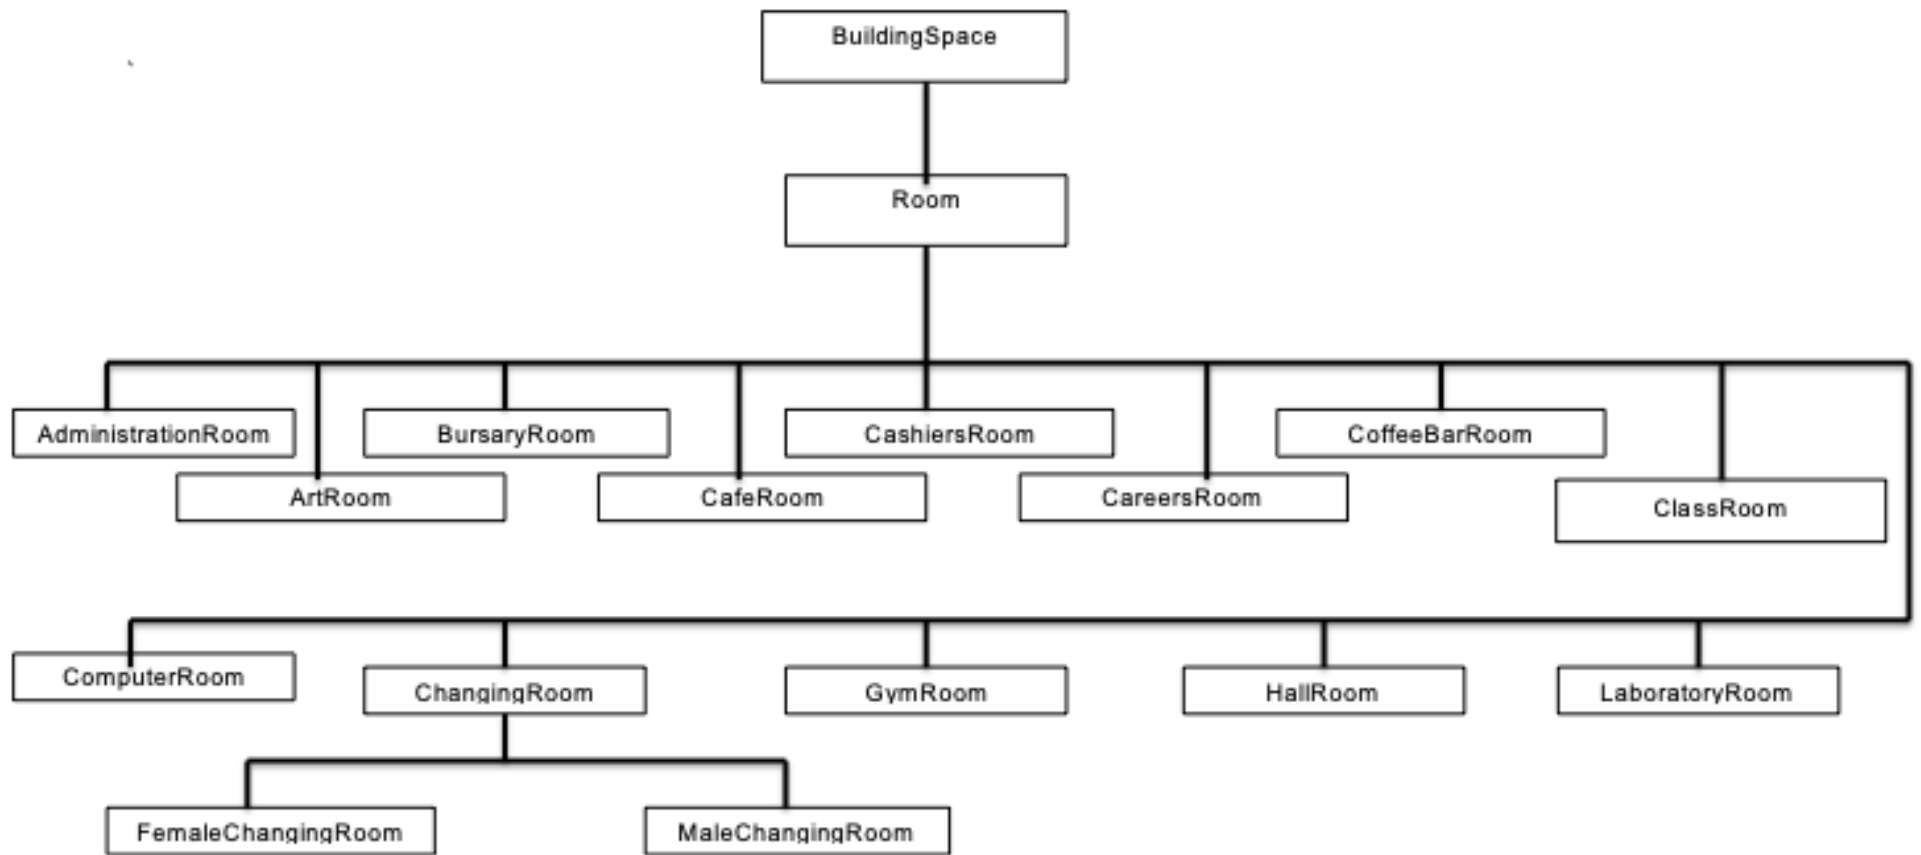 BuildingSpace
Room
AdministrationRoom
BursaryRoom
CashiersRoom
CoffeeBarRoom
ArtRoom
CafeRoom
CareersRoom
ClassRoom
ComputerRoom
ChangingRoom
GymRoom
HallRoom
LaboratoryRoom
FemaleChangingRoom
MaleChangingRoom